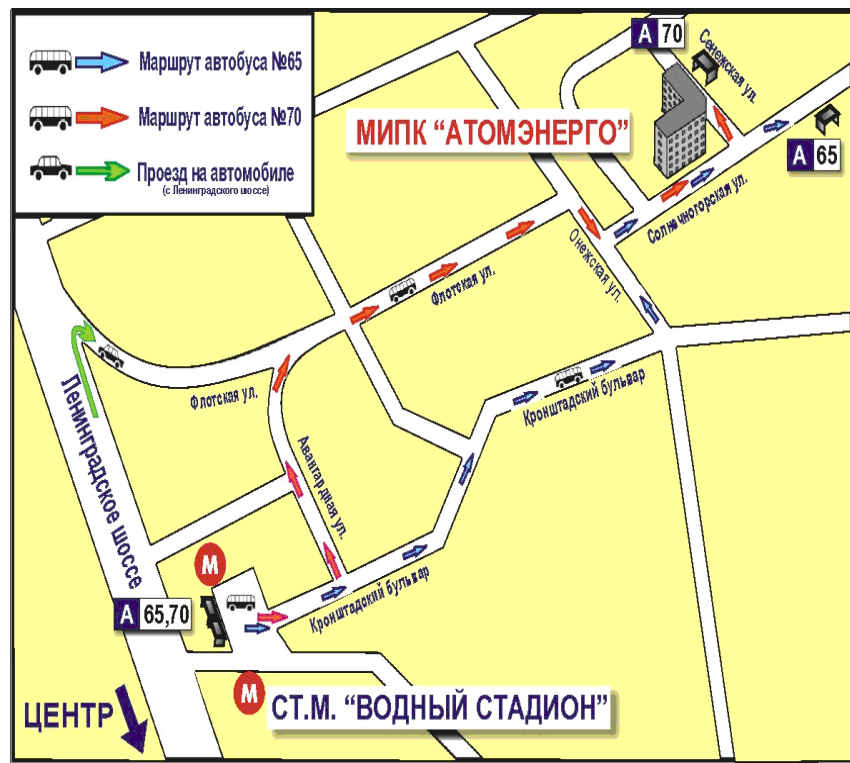 Маршрут автобуса №65
Маршрут автобуса №70
Проезд на автомобиле
(с Ленинградского шоссе)
А 70
Сенежская ул.
МИПК “АТОМЭНЕРГО”
А 65
Солнечногорская ул.
Онежская ул.
Флотская ул.
Флотская ул.
Кронштадский бульвар
Ленинградское шоссе
Авангардная ул.
М
Кронштадский бульвар
А 65,70
М
СТ.М. “ВОДНЫЙ СТАДИОН”
ЦЕНТР